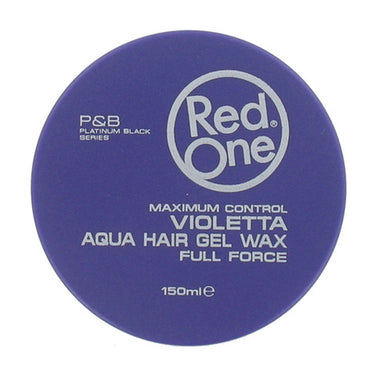 Red®
One
P&B
PLATINUM BLACK
SERIES
MAXIMUM CONTROL
VIOLETTA
AQUA HAIR GEL WAX
FULL FORCE
150ml e